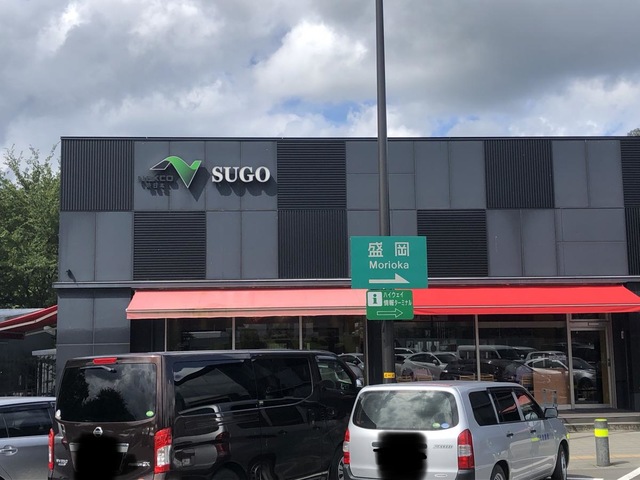 SUGO
盛岡
Morioka
i ハイウェイ
情報ターミナル